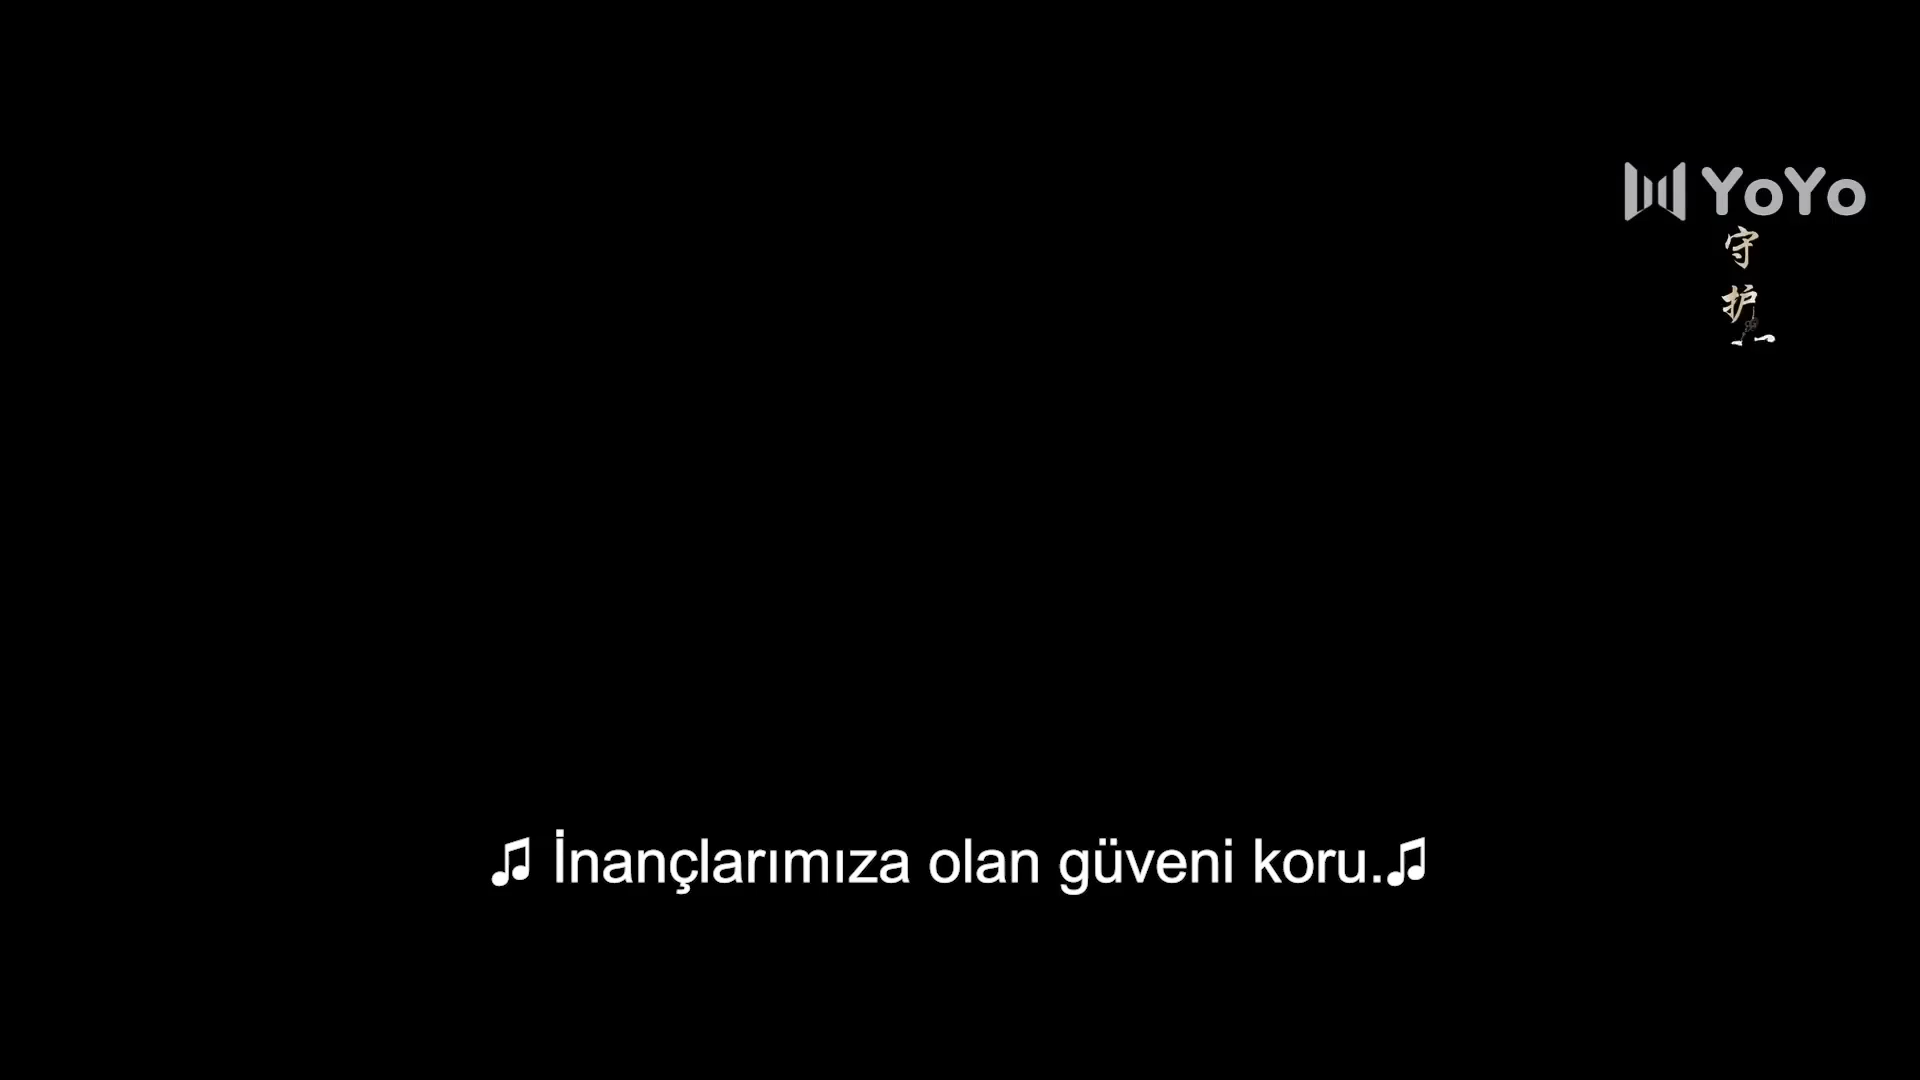 YoYo
守
护
♫ İnançlarımıza olan güveni koru.♫